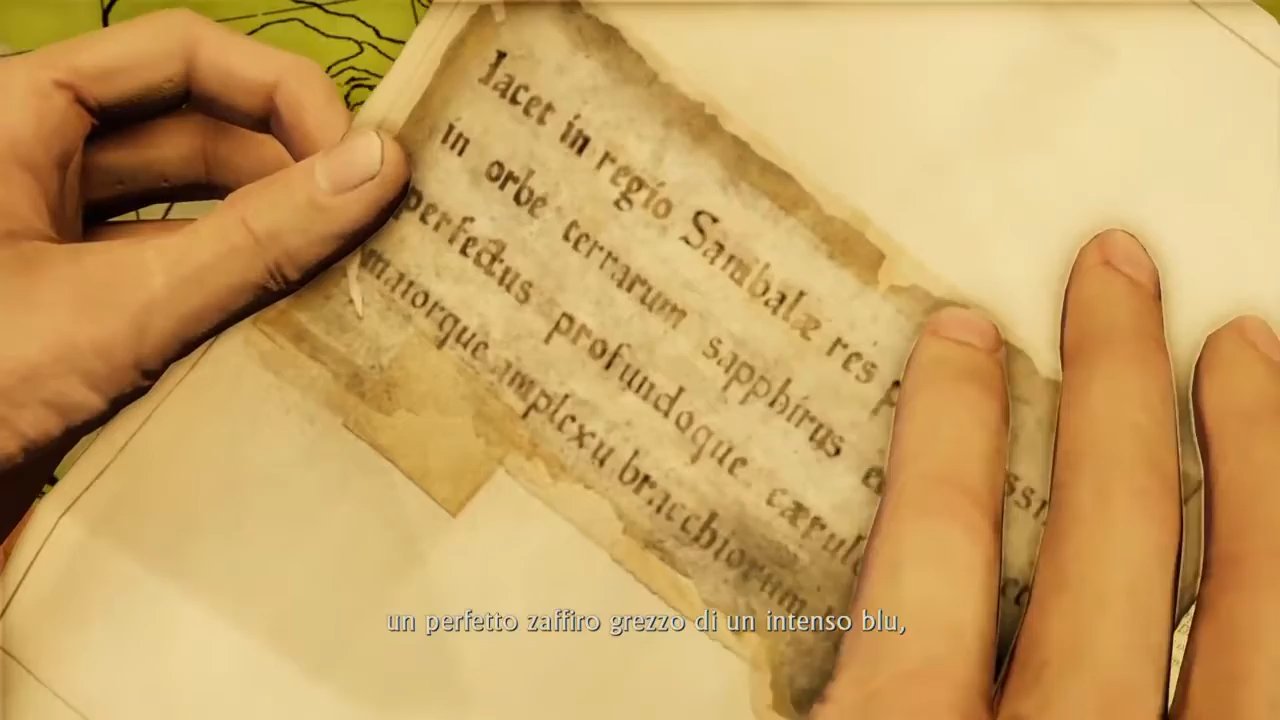 Iacet in regio Sambalæ res
in orbe terrarum sapphirus
perfectus profundoque
maiorque amplexu bracchiorum
un perfetto zaffiro grezzo di un intenso blu,